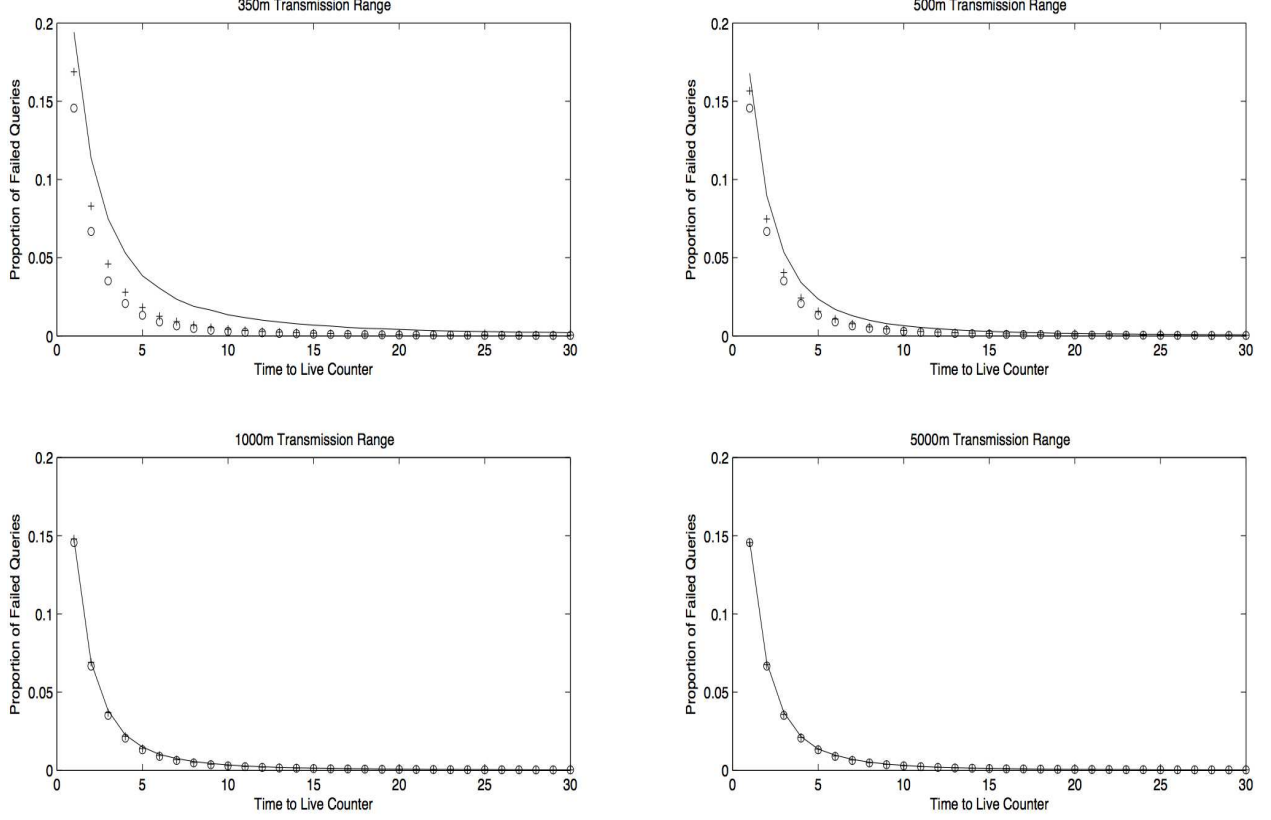 350m Transmission Range
0.2
0.15
0.1
0.05
0
Proportion of Failed Queries
0 5 10 15 20 25 30
Time to Live Counter
500m Transmission Range
0.2
0.15
0.1
0.05
0
Proportion of Failed Queries
0 5 10 15 20 25 30
Time to Live Counter
1000m Transmission Range
0.2
0.15
0.1
0.05
0
Proportion of Failed Queries
0 5 10 15 20 25 30
Time to Live Counter
5000m Transmission Range
0.2
0.15
0.1
0.05
0
Proportion of Failed Queries
0 5 10 15 20 25 30
Time to Live Counter